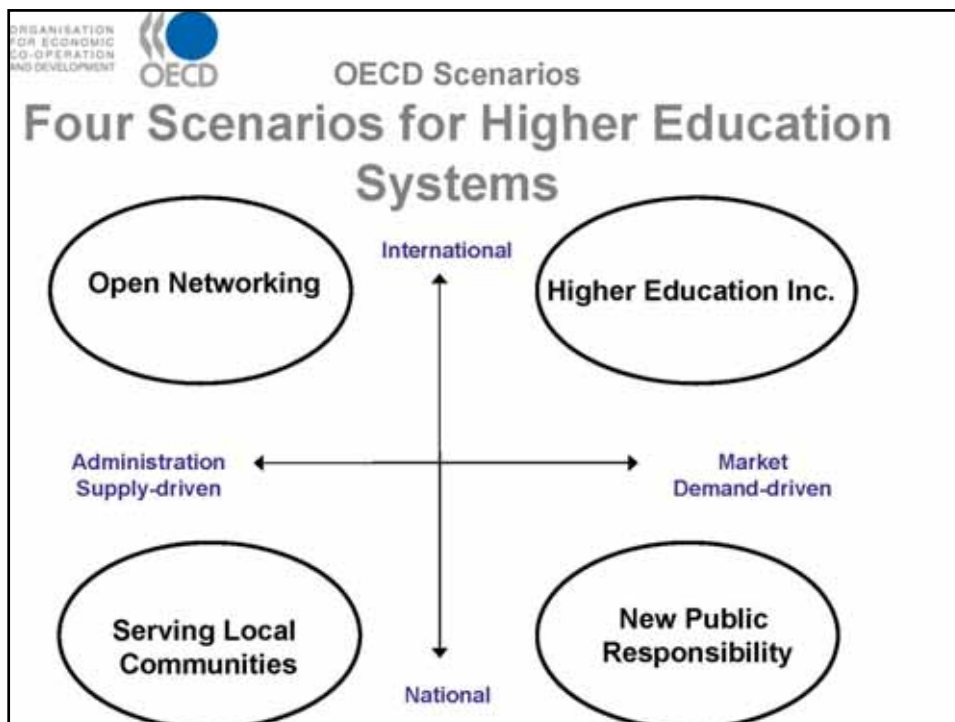 ORGANISATION
FOR ECONOMIC
CO-OPERATION
AND DEVELOPMENT
OECD
OECD Scenarios
Four Scenarios for Higher Education
Systems
International
Open Networking
Higher Education Inc.
Administration
Supply-driven
Market
Demand-driven
Serving Local
Communities
New Public
Responsibility
National